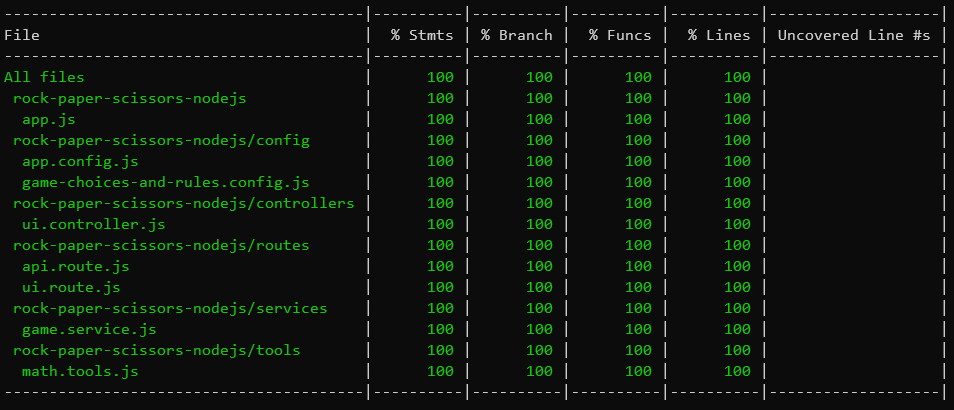 ----------------------------------------|----------|----------|----------|----------|-------------------|
File                                    |  % Stmts | % Branch |  % Funcs |  % Lines | Uncovered Line #s |
----------------------------------------|----------|----------|----------|----------|-------------------|
All files                               |      100 |      100 |      100 |      100 |                   |
 rock-paper-scissors-nodejs             |      100 |      100 |      100 |      100 |                   |
  app.js                                |      100 |      100 |      100 |      100 |                   |
 rock-paper-scissors-nodejs/config      |      100 |      100 |      100 |      100 |                   |
  app.config.js                         |      100 |      100 |      100 |      100 |                   |
  game-choices-and-rules.config.js      |      100 |      100 |      100 |      100 |                   |
 rock-paper-scissors-nodejs/controllers |      100 |      100 |      100 |      100 |                   |
  ui.controller.js                      |      100 |      100 |      100 |      100 |                   |
 rock-paper-scissors-nodejs/routes      |      100 |      100 |      100 |      100 |                   |
  api.route.js                          |      100 |      100 |      100 |      100 |                   |
  ui.route.js                           |      100 |      100 |      100 |      100 |                   |
 rock-paper-scissors-nodejs/services    |      100 |      100 |      100 |      100 |                   |
  game.service.js                       |      100 |      100 |      100 |      100 |                   |
 rock-paper-scissors-nodejs/tools       |      100 |      100 |      100 |      100 |                   |
  math.tools.js                         |      100 |      100 |      100 |      100 |                   |
----------------------------------------|----------|----------|----------|----------|-------------------|